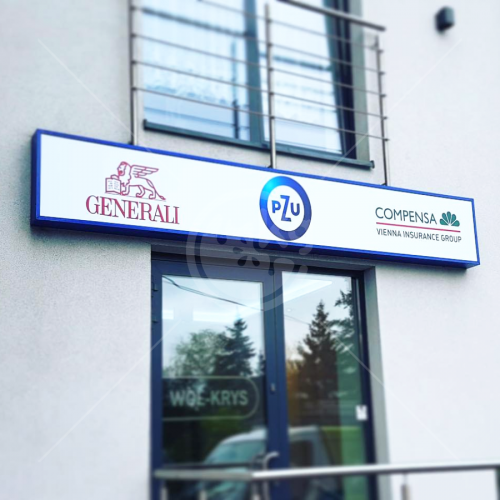 GENERALI
PZU
COMPENSA
VIENNA INSURANCE GROUP
WOE-KRYS